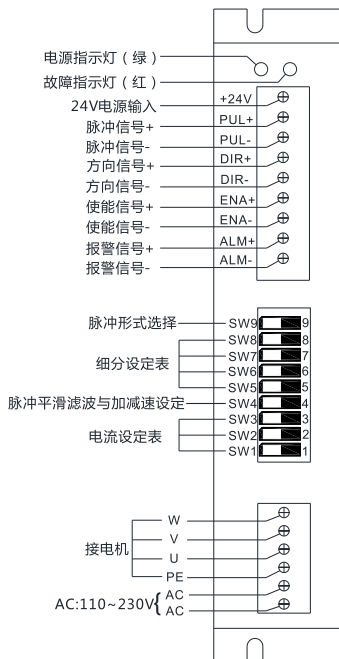 电源指示灯（绿）
故障指示灯（红）
24V电源输入 +24V
脉冲信号+ PUL+
脉冲信号- PUL-
方向信号+ DIR+
方向信号- DIR-
使能信号+ ENA+
使能信号- ENA-
报警信号+ ALM+
报警信号- ALM-
脉冲形式选择 SW9 9
SW8 8
细分设定表 SW7 7
SW6 6
SW5 5
脉冲平滑滤波与加减速设定 SW4 4
SW3 3
电流设定表 SW2 2
SW1 1
W
接电机 V
U
PE
AC:110~230V AC
AC